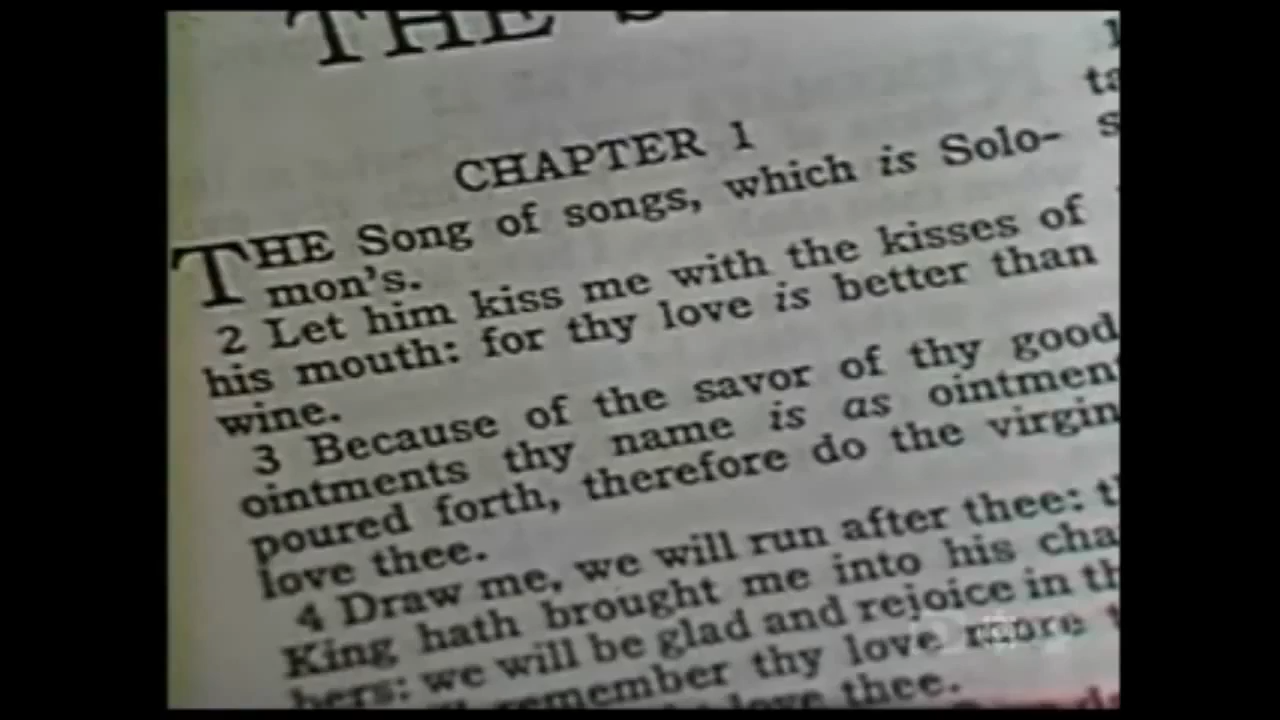 THE S
CHAPTER 1
THE Song of songs, which is Solo-
mon's.
2 Let him kiss me with the kisses of
his mouth: for thy love is better than
wine.
3 Because of the savor of thy good
ointments thy name is as ointment
poured forth, therefore do the virgin
love thee.
4 Draw me, we will run after thee: t
King hath brought me into his cha
bers: we will be glad and rejoice in th
remember thy love more t
love thee.